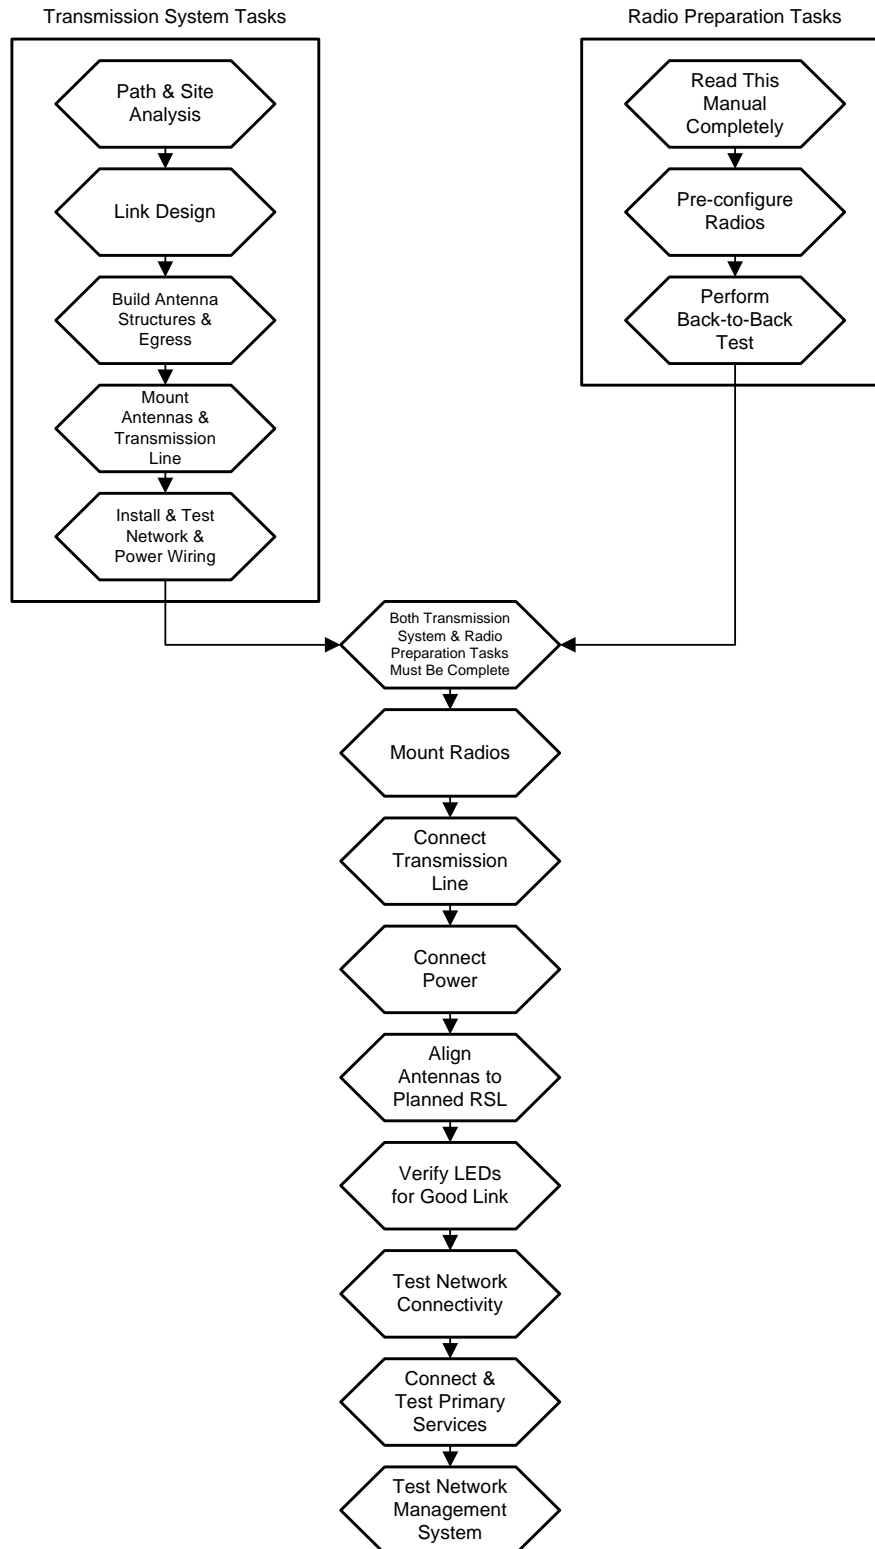 Transmission System Tasks
Path & Site
Analysis
Link Design
Build Antenna
Structures &
Egress
Mount
Antennas &
Transmission
Line
Install & Test
Network &
Power Wiring
Radio Preparation Tasks
Read This
Manual
Completely
Pre-configure
Radios
Perform
Back-to-Back
Test
Both Transmission
System & Radio
Preparation Tasks
Must Be Complete
Mount Radios
Connect
Transmission
Line
Connect
Power
Align
Antennas to
Planned RSL
Verify LEDs
for Good Link
Test Network
Connectivity
Connect &
Test Primary
Services
Test Network
Management
System